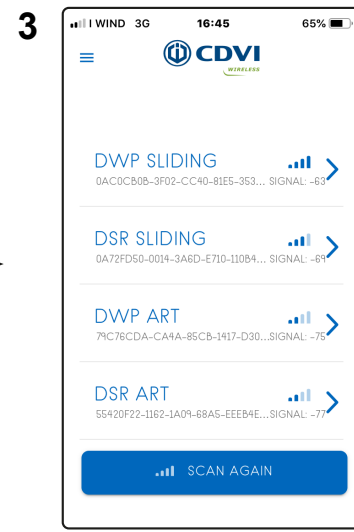 3
I WIND 3G 16:45 65%
CDVI
WIRELESS
DWP SLIDING
0AC0CB0B-3F02-CC40-81E5-353... SIGNAL: -63
DSR SLIDING
0A72FD50-0014-3A6D-E710-110B4... SIGNAL: -69
DWP ART
79C76CDA-CA4A-85CB-1417-D30... SIGNAL: -75
DSR ART
55420F22-1162-1A09-68A5-EEEB4E... SIGNAL: -77
SCAN AGAIN